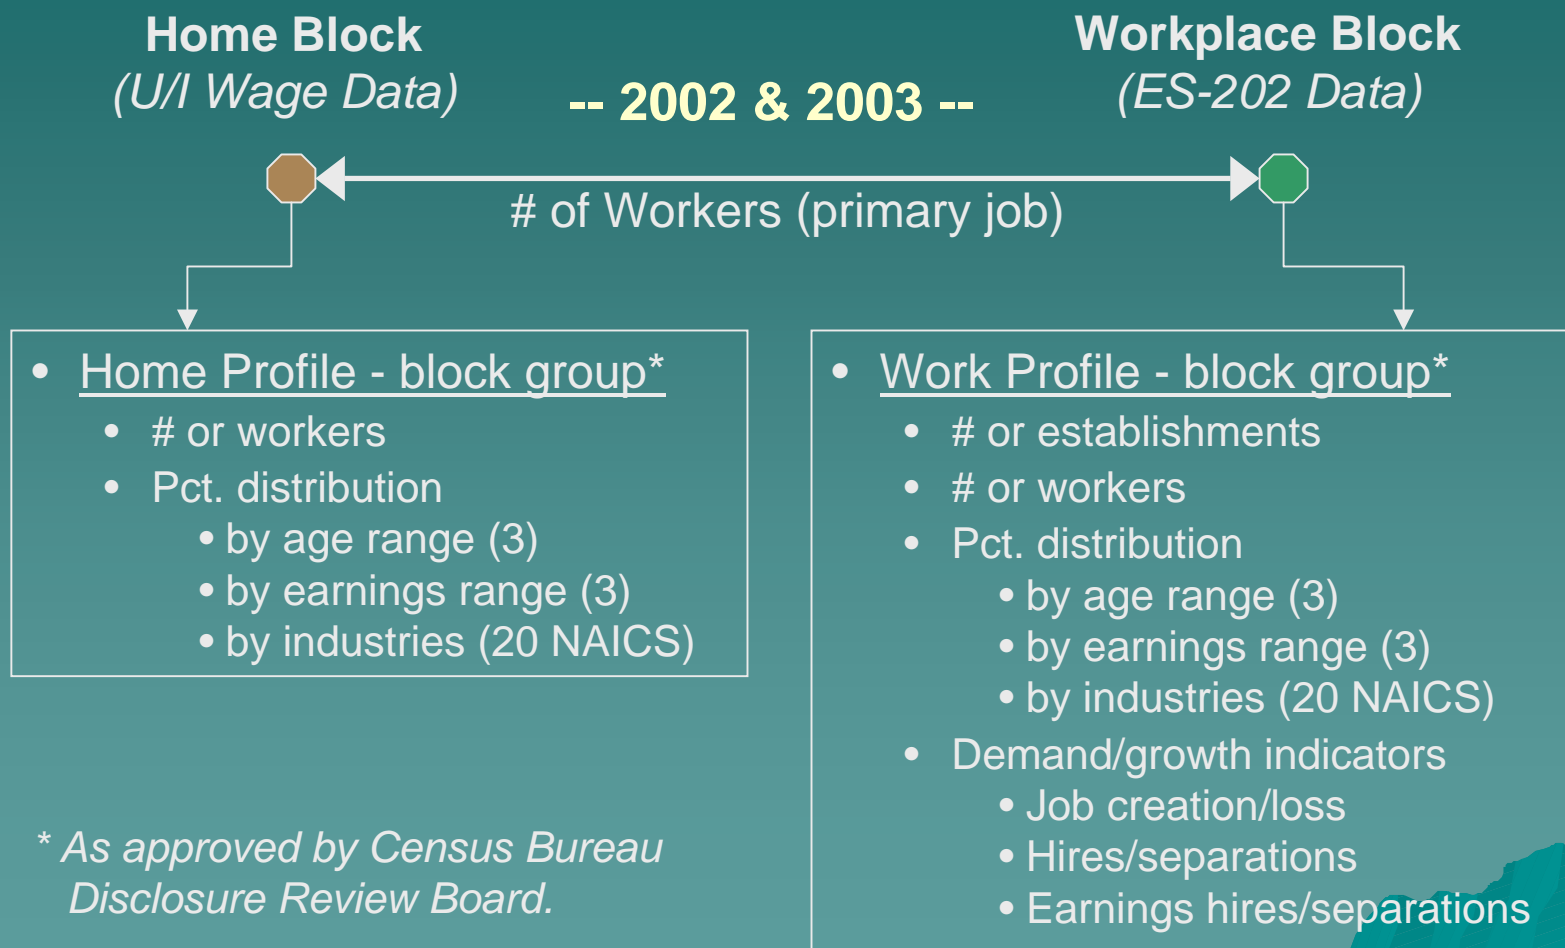 Home Block
(U/I Wage Data)
-- 2002 & 2003 --
Workplace Block
(ES-202 Data)
# of Workers (primary job)
• Home Profile - block group*
• # or workers
• Pct. distribution
• by age range (3)
• by earnings range (3)
• by industries (20 NAICS)
* As approved by Census Bureau
Disclosure Review Board.
• Work Profile - block group*
• # or establishments
• # or workers
• Pct. distribution
• by age range (3)
• by earnings range (3)
• by industries (20 NAICS)
• Demand/growth indicators
• Job creation/loss
• Hires/separations
• Earnings hires/separations